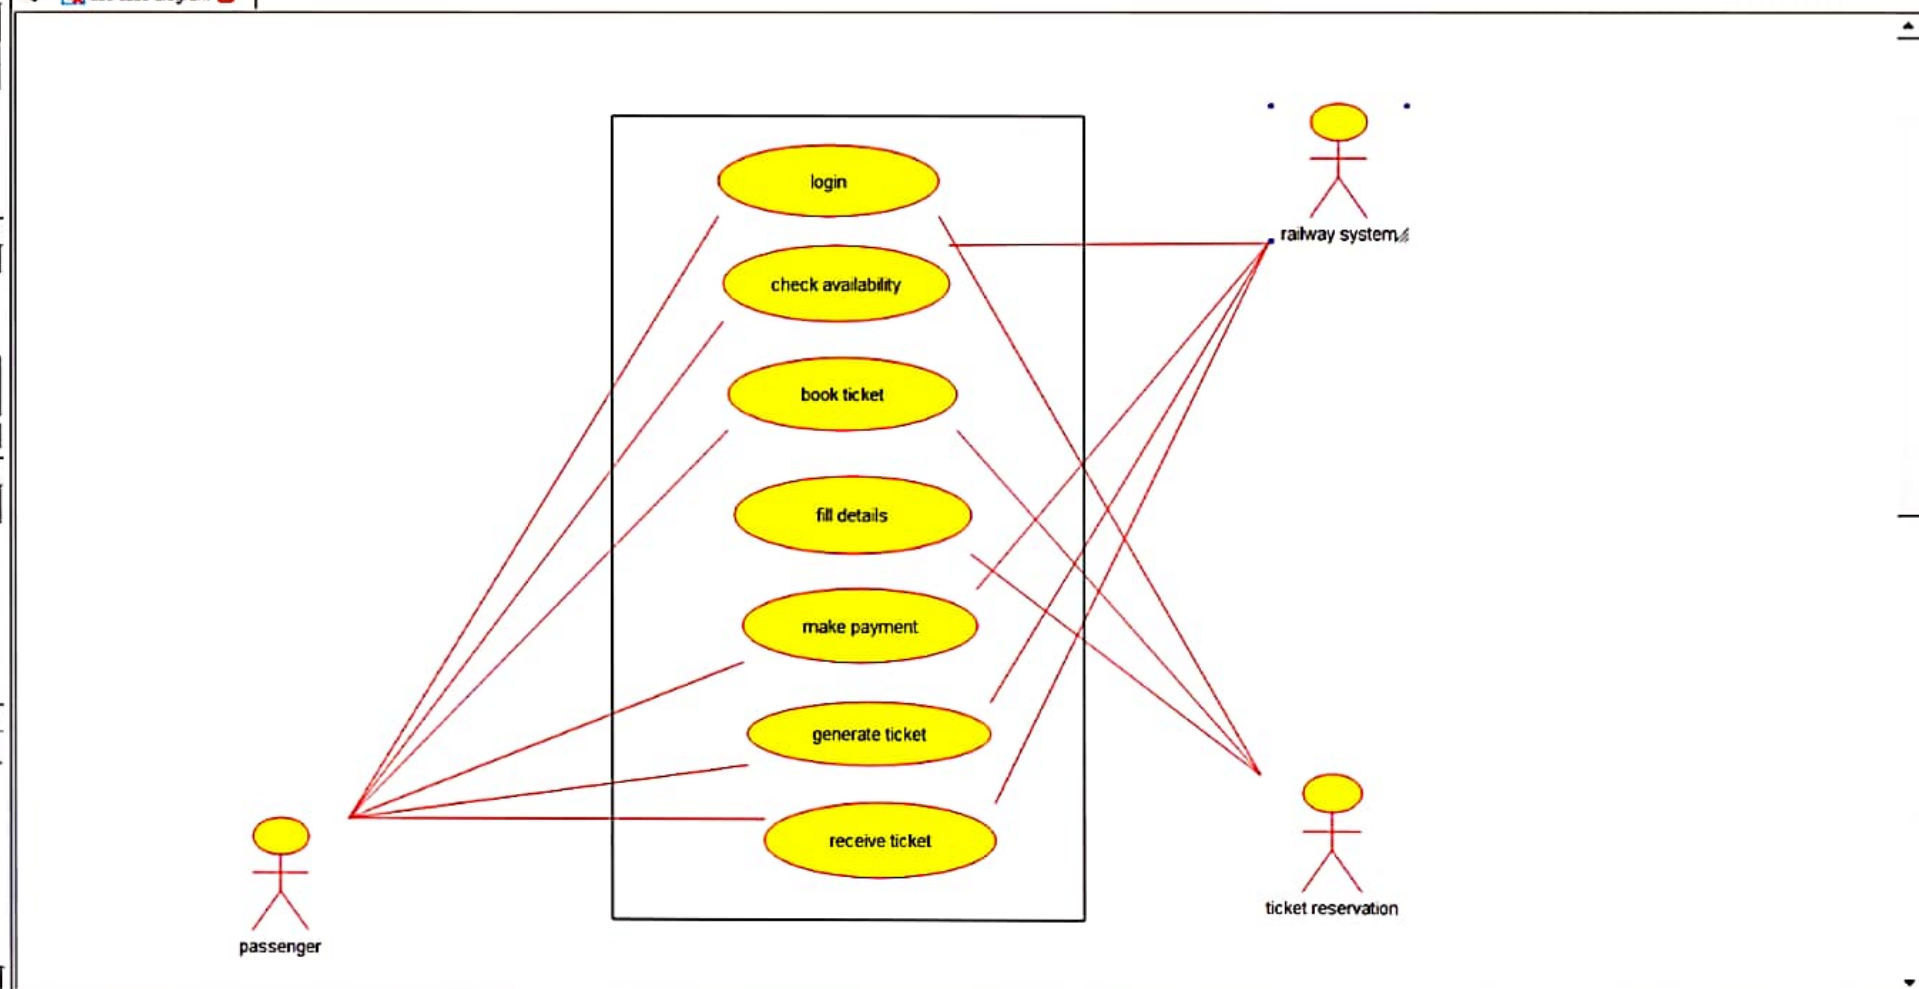 login
railway system
check availability
book ticket
fill details
make payment
generate ticket
receive ticket
ticket reservation
passenger